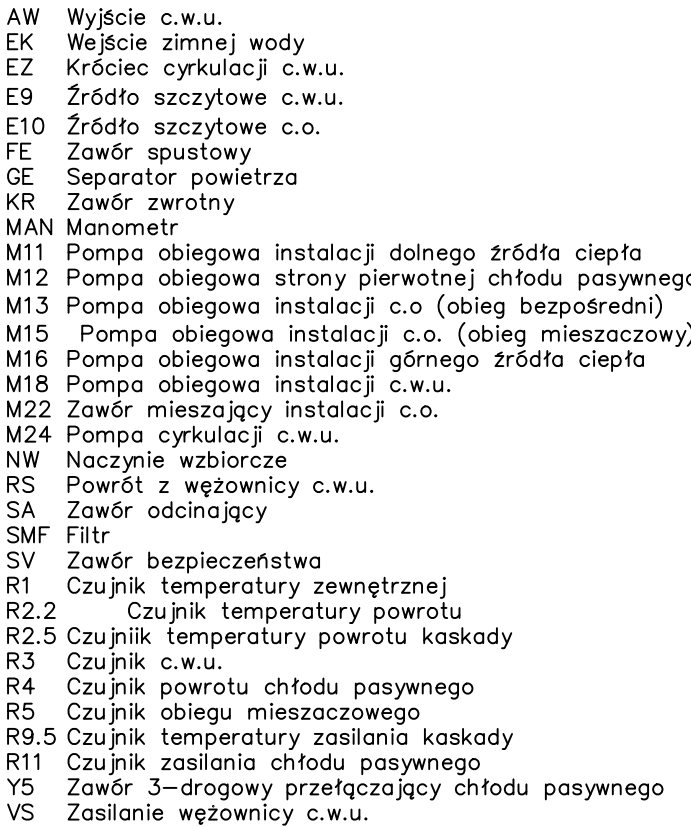 AW Wyjście c.w.u.
EK Wejście zimnej wody
EZ Króciec cyrkulacji c.w.u.
E9 Źródło szczytowe c.w.u.
E10 Źródło szczytowe c.o.
FE Zawór spustowy
GE Separator powietrza
KR Zawór zwrotny
MAN Manometr
M11 Pompa obiegowa instalacji dolnego źródła ciepła
M12 Pompa obiegowa strony pierwotnej chłodu pasywnego
M13 Pompa obiegowa instalacji c.o (obieg bezpośredni)
M15 Pompa obiegowa instalacji c.o. (obieg mieszaczowy)
M16 Pompa obiegowa instalacji górnego źródła ciepła
M18 Pompa obiegowa instalacji c.w.u.
M22 Zawór mieszający instalacji c.o.
M24 Pompa cyrkulacji c.w.u.
NW Naczynie wzbiorcze
RS Powrót z wężownicy c.w.u.
SA Zawór odcinający
SMF Filtr
SV Zawór bezpieczeństwa
R1 Czujnik temperatury zewnętrznej
R2.2 Czujnik temperatury powrotu
R2.5 Czujniik temperatury powrotu kaskady
R3 Czujnik c.w.u.
R4 Czujnik powrotu chłodu pasywnego
R5 Czujnik obiegu mieszaczowego
R9.5 Czujnik temperatury zasilania kaskady
R11 Czujnik zasilania chłodu pasywnego
Y5 Zawór 3-drogowy przełączający chłodu pasywnego
VS Zasilanie wężownicy c.w.u.